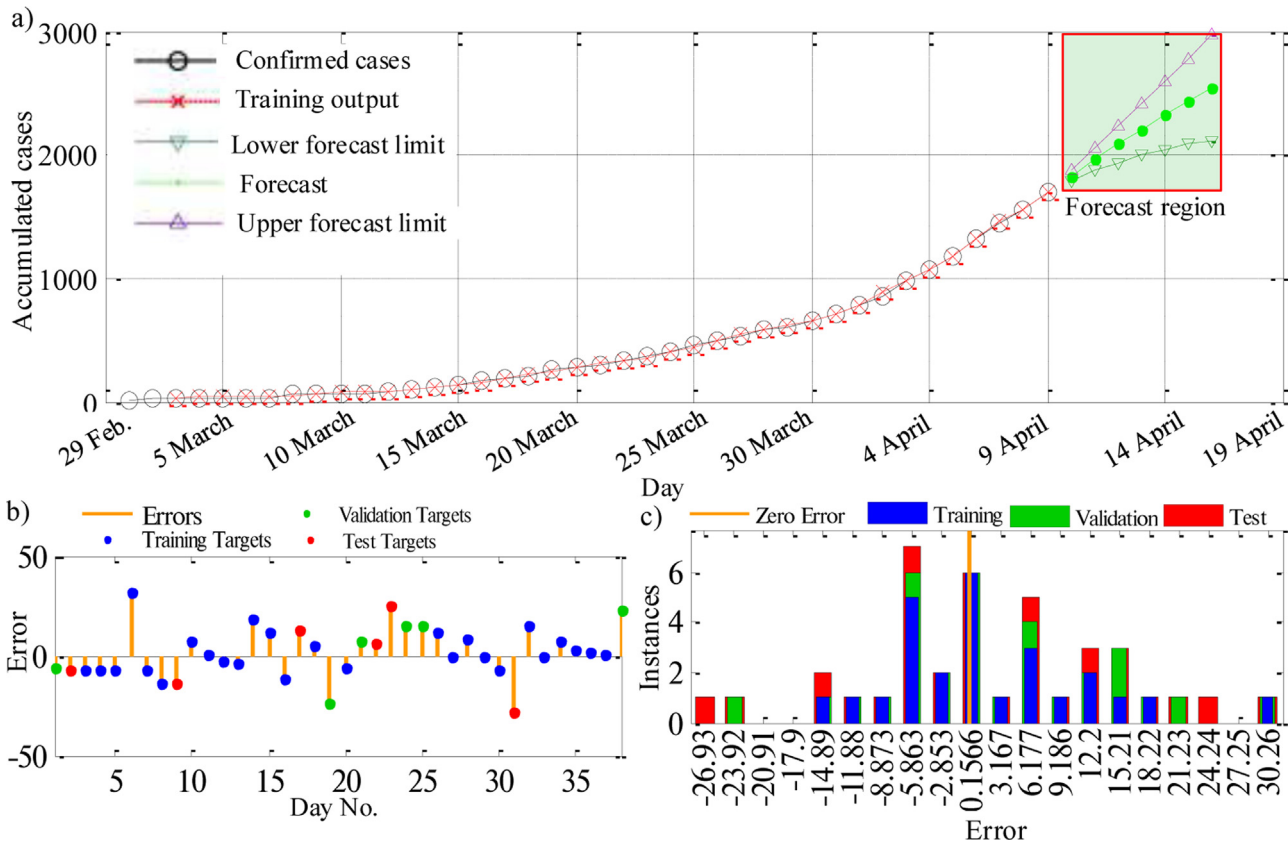 a)
3000
2000
1000
0
Accumulated cases
Confirmed cases
Training output
Lower forecast limit
Forecast
Upper forecast limit
Forecast region
29 Feb.
5 March
10 March
15 March
20 March
25 March
30 March
4 April
9 April
14 April
19 April
Day
b)
Errors
Validation Targets
Training Targets
Test Targets
50
0
-50
Error
5
10
15
20
25
30
35
Day No.
c)
Zero Error
Training
Validation
Test
6
4
2
0
Instances
-26.93
-23.92
-20.91
-17.9
-14.89
-11.88
-8.873
-5.863
-2.853
0.1566
3.167
6.177
9.186
12.2
15.21
18.22
21.23
24.24
27.25
30.26
Error